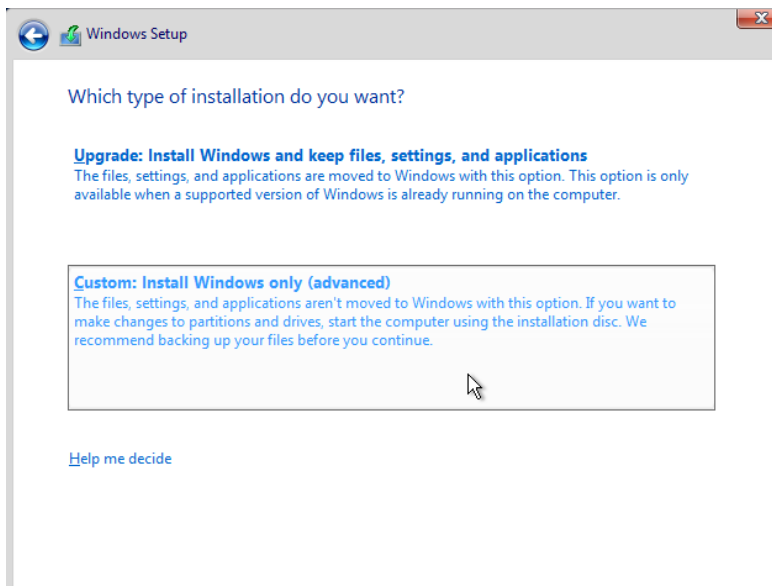 Windows Setup
Which type of installation do you want?
Upgrade: Install Windows and keep files, settings, and applications
The files, settings, and applications are moved to Windows with this option. This option is only
available when a supported version of Windows is already running on the computer.
Custom: Install Windows only (advanced)
The files, settings, and applications aren't moved to Windows with this option. If you want to
make changes to partitions and drives, start the computer using the installation disc. We
recommend backing up your files before you continue.
Help me decide